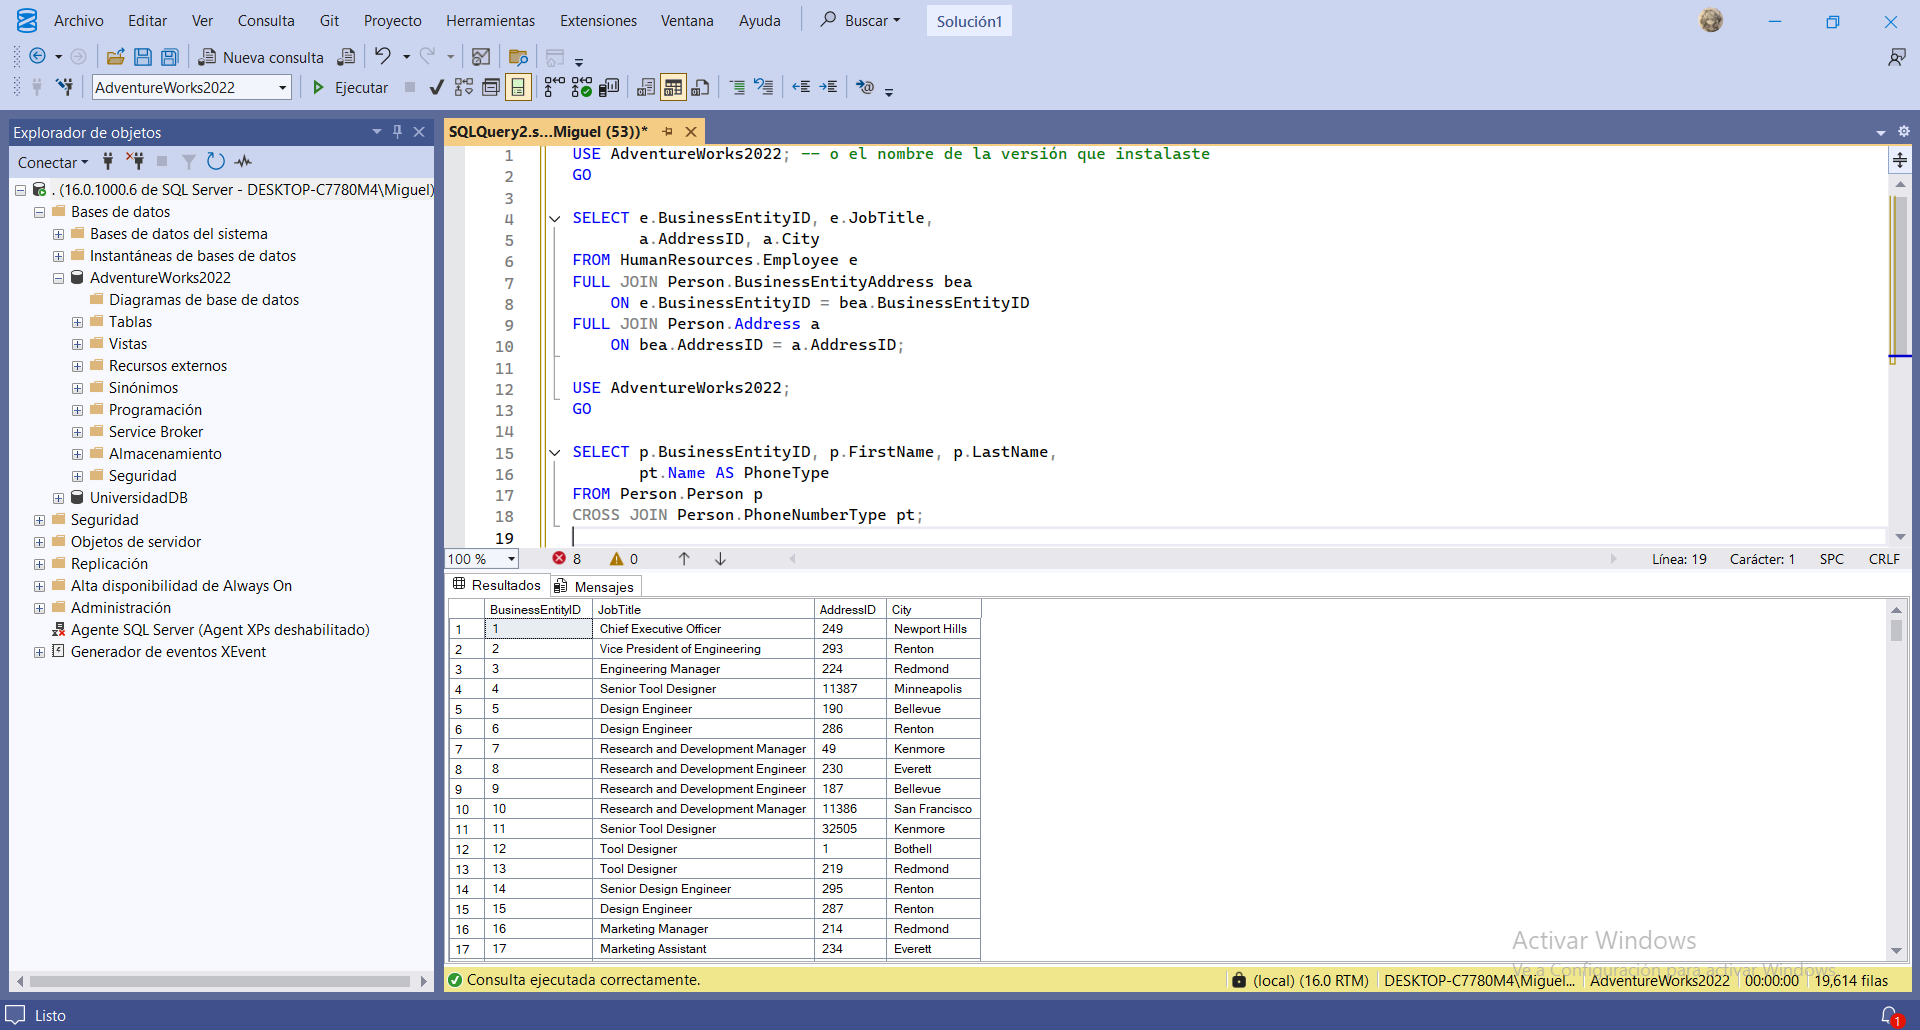 Archivo Editar Ver Consulta Git Proyecto Herramientas Extensiones Ventana Ayuda Buscar Solución1
Nueva consulta
AdventureWorks2022 Ejecutar
Explorador de objetos
Conectar
. (16.0.1000.6 de SQL Server - DESKTOP-C7780M4\Miguel)
Bases de datos
Bases de datos del sistema
Instantáneas de bases de datos
AdventureWorks2022
Diagramas de base de datos
Tablas
Vistas
Recursos externos
Sinónimos
Programación
Service Broker
Almacenamiento
Seguridad
UniversidadDB
Seguridad
Objetos de servidor
Replicación
Alta disponibilidad de Always On
Administración
Agente SQL Server (Agent XPs deshabilitado)
Generador de eventos XEvent
SQLQuery2.s...Miguel (53))*
1 USE AdventureWorks2022; -- o el nombre de la versión que instalaste
2 GO
3
4 SELECT e.BusinessEntityID, e.JobTitle,
5 a.AddressID, a.City
6 FROM HumanResources.Employee e
7 FULL JOIN Person.BusinessEntityAddress bea
8 ON e.BusinessEntityID = bea.BusinessEntityID
9 FULL JOIN Person.Address a
10 ON bea.AddressID = a.AddressID;
11
12 USE AdventureWorks2022;
13 GO
14
15 SELECT p.BusinessEntityID, p.FirstName, p.LastName,
16 pt.Name AS PhoneType
17 FROM Person.Person p
18 CROSS JOIN Person.PhoneNumberType pt;
19
100 % 8 0 Línea: 19 Carácter: 1 SPC CRLF
Resultados Mensajes
BusinessEntityID JobTitle AddressID City
1 1 Chief Executive Officer 249 Newport Hills
2 2 Vice President of Engineering 293 Renton
3 3 Engineering Manager 224 Redmond
4 4 Senior Tool Designer 11387 Minneapolis
5 5 Design Engineer 190 Bellevue
6 6 Design Engineer 286 Renton
7 7 Research and Development Manager 49 Kenmore
8 8 Research and Development Engineer 230 Everett
9 9 Research and Development Engineer 187 Bellevue
10 10 Research and Development Manager 11386 San Francisco
11 11 Senior Tool Designer 32505 Kenmore
12 12 Tool Designer 1 Bothell
13 13 Tool Designer 219 Redmond
14 14 Senior Design Engineer 295 Renton
15 15 Design Engineer 287 Renton
16 16 Marketing Manager 214 Redmond
17 17 Marketing Assistant 234 Everett
Activar Windows
Ve a Configuración para activar Windows.
Consulta ejecutada correctamente. (local) (16.0 RTM) DESKTOP-C7780M4\Miguel... AdventureWorks2022 00:00:00 19,614 filas
Listo 1